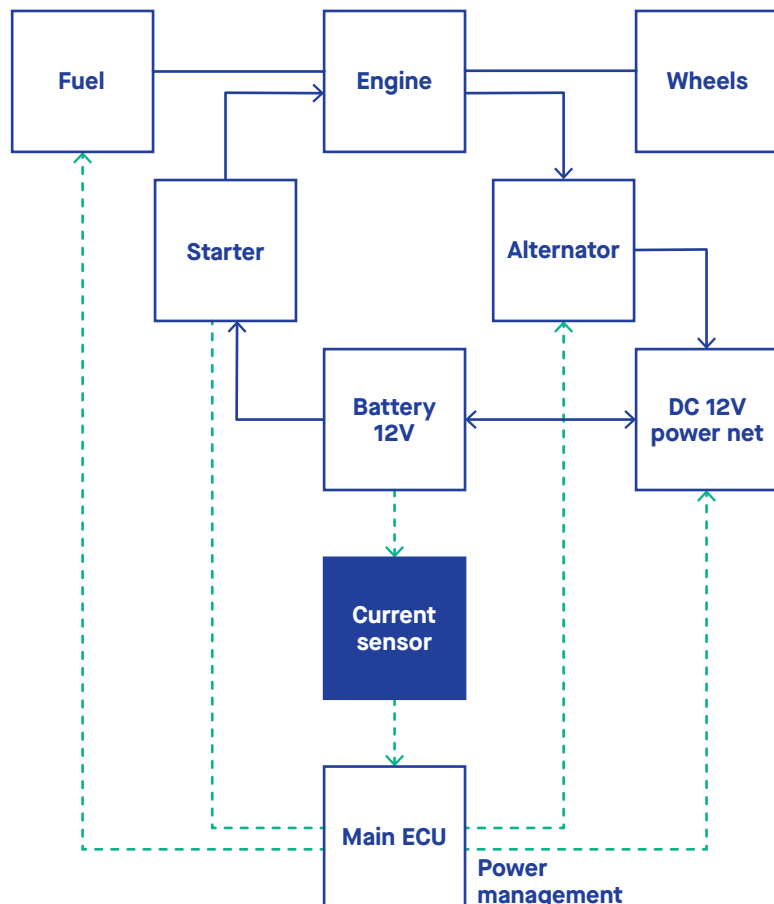 Fuel
Engine
Wheels
Starter
Alternator
Battery
12V
DC 12V
power net
Current
sensor
Main ECU
Power
management